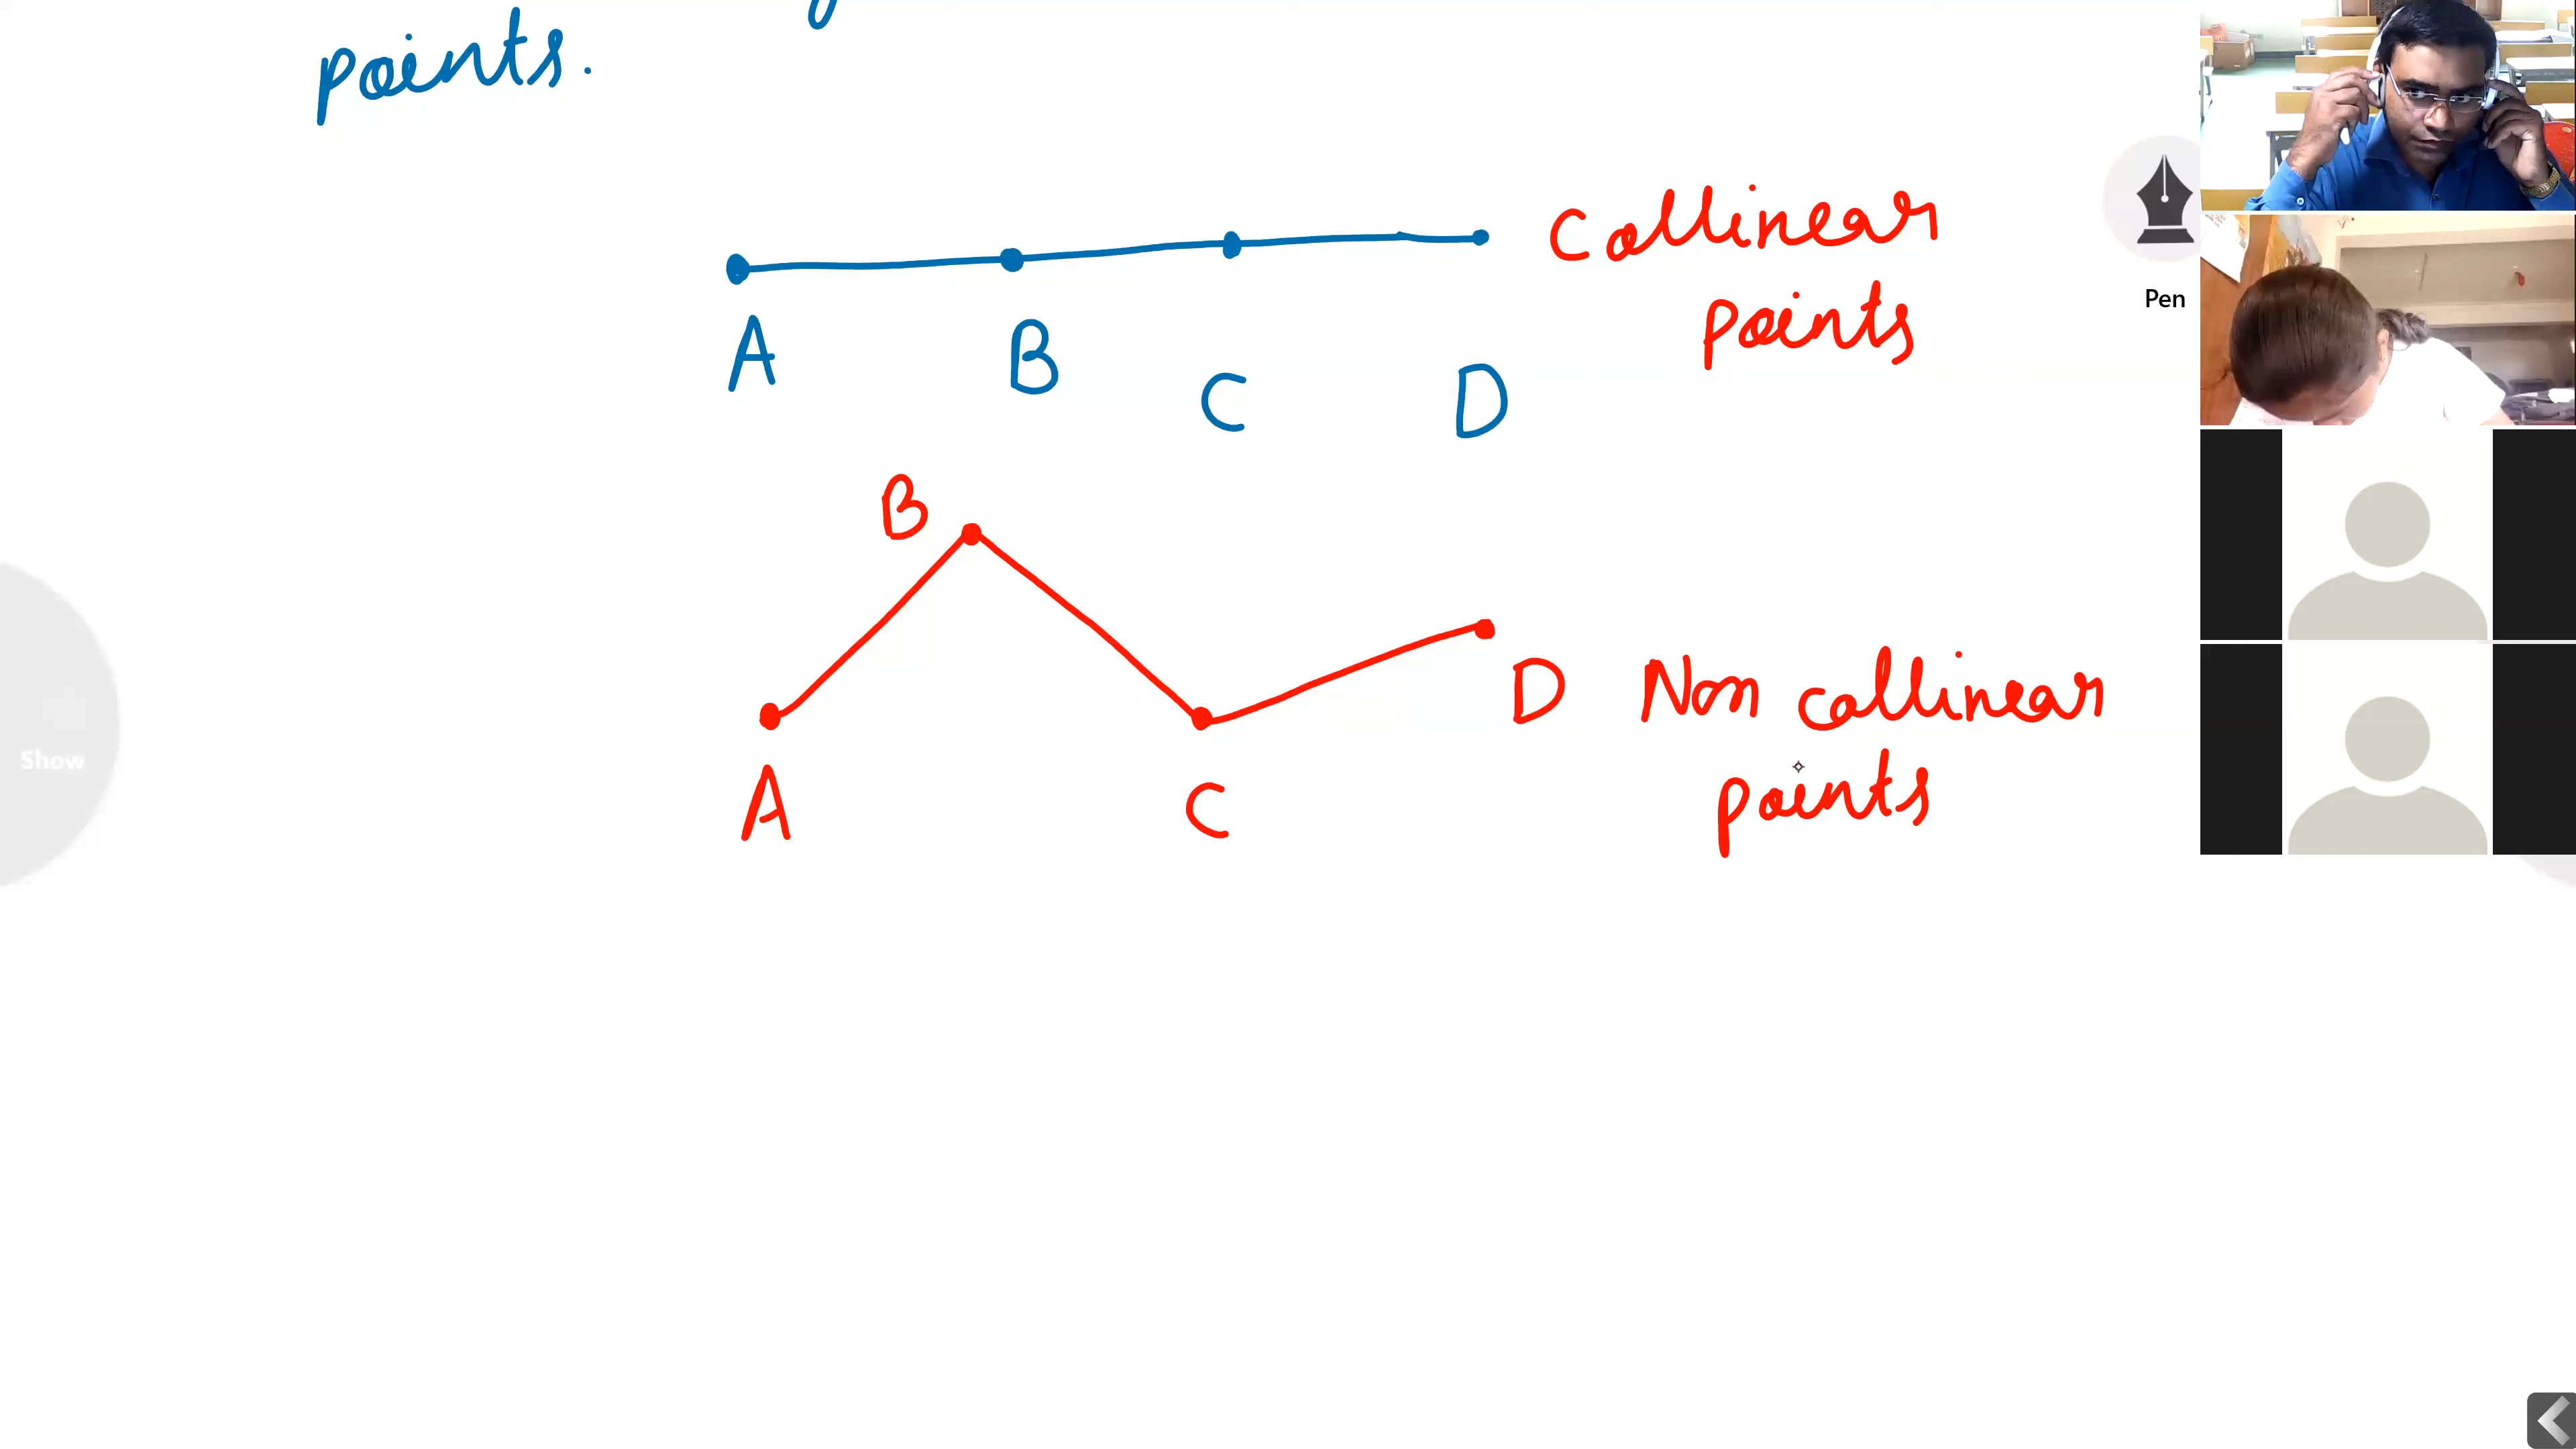 points.
Collinear
points
A
B
C
D
Pen
B
D
Non collinear
points
A
C
Show